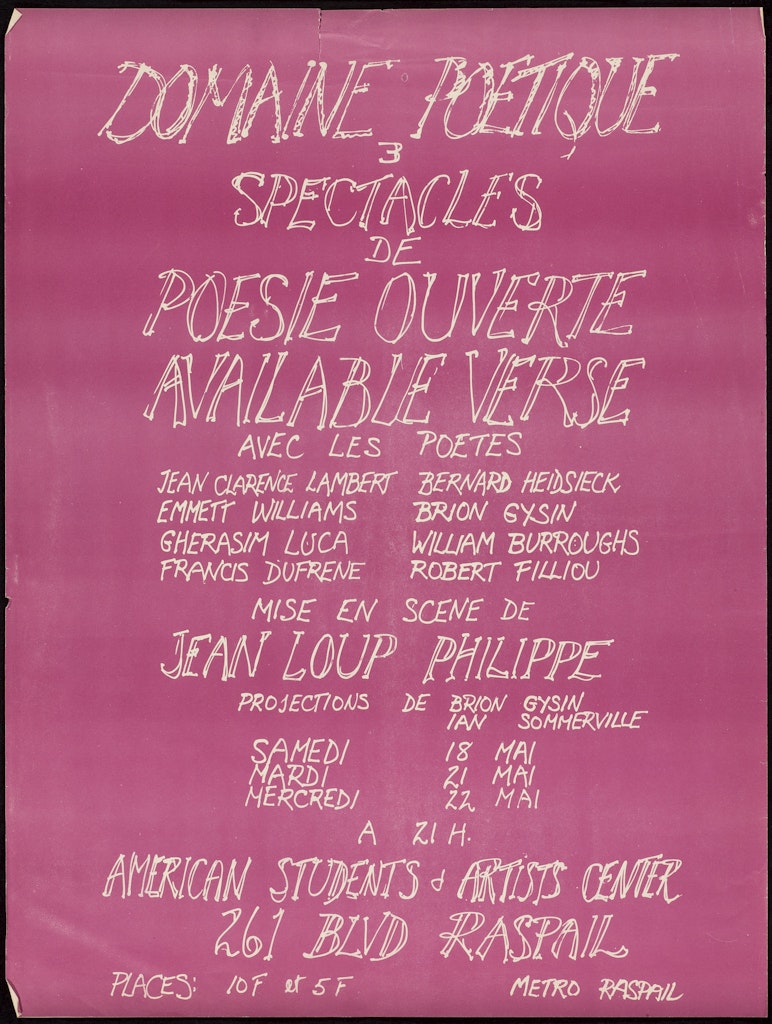 DOMAINE POETIQUE
3
SPECTACLES
DE
POESIE OUVERTE
AVAILABLE VERSE
AVEC LES POETES
JEAN CLARENCE LAMBERT BERNARD HEIDSIECK
EMMETT WILLIAMS BRION GYSIN
GHERASIM LUCA WILLIAM BURROUGHS
FRANCIS DUFRENE ROBERT FILLIOU
MISE EN SCENE DE
JEAN LOUP PHILIPPE
PROJECTIONS DE BRION GYSIN
IAN SOMMERVILLE
SAMEDI 18 MAI
MARDI 21 MAI
MERCREDI 22 MAI
A 21 H.
AMERICAN STUDENTS & ARTISTS CENTER
261 BLVD RASPAIL
PLACES: 10F et 5F METRO RASPAIL